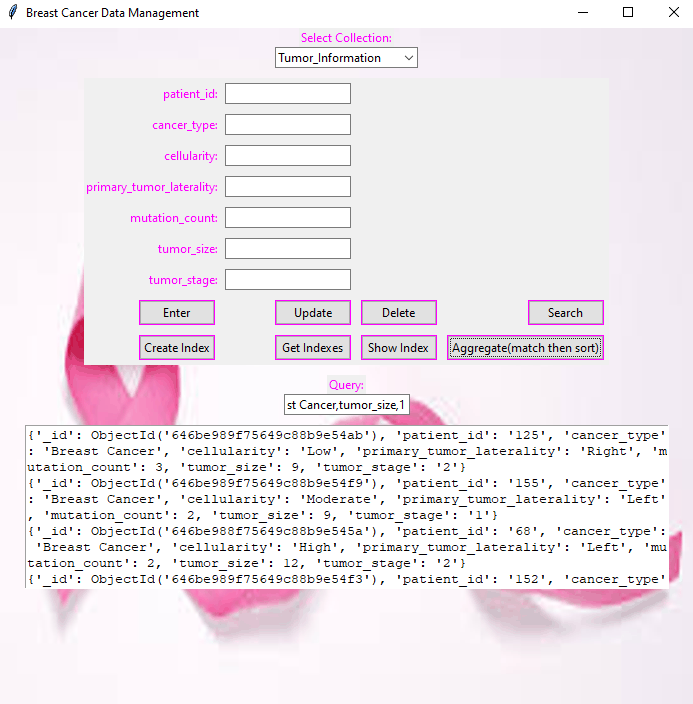 Breast Cancer Data Management
Select Collection:
Tumor_Information
patient_id:
cancer_type:
cellularity:
primary_tumor_laterality:
mutation_count:
tumor_size:
tumor_stage:
Enter Update Delete Search
Create Index Get Indexes Show Index Aggregate(match then sort)
Query:
st Cancer,tumor_size,1
{'_id': ObjectId('646be989f75649c88b9e54ab'), 'patient_id': '125', 'cancer_type'
: 'Breast Cancer', 'cellularity': 'Low', 'primary_tumor_laterality': 'Right', 'm
utation_count': 3, 'tumor_size': 9, 'tumor_stage': '2'}
{'_id': ObjectId('646be989f75649c88b9e54f9'), 'patient_id': '155', 'cancer_type'
: 'Breast Cancer', 'cellularity': 'Moderate', 'primary_tumor_laterality': 'Left'
, 'mutation_count': 2, 'tumor_size': 9, 'tumor_stage': '1'}
{'_id': ObjectId('646be988f75649c88b9e545a'), 'patient_id': '68', 'cancer_type':
'Breast Cancer', 'cellularity': 'High', 'primary_tumor_laterality': 'Left', 'mu
tation_count': 2, 'tumor_size': 12, 'tumor_stage': '2'}
{'_id': ObjectId('646be989f75649c88b9e54f3'), 'patient_id': '152', 'cancer_type'